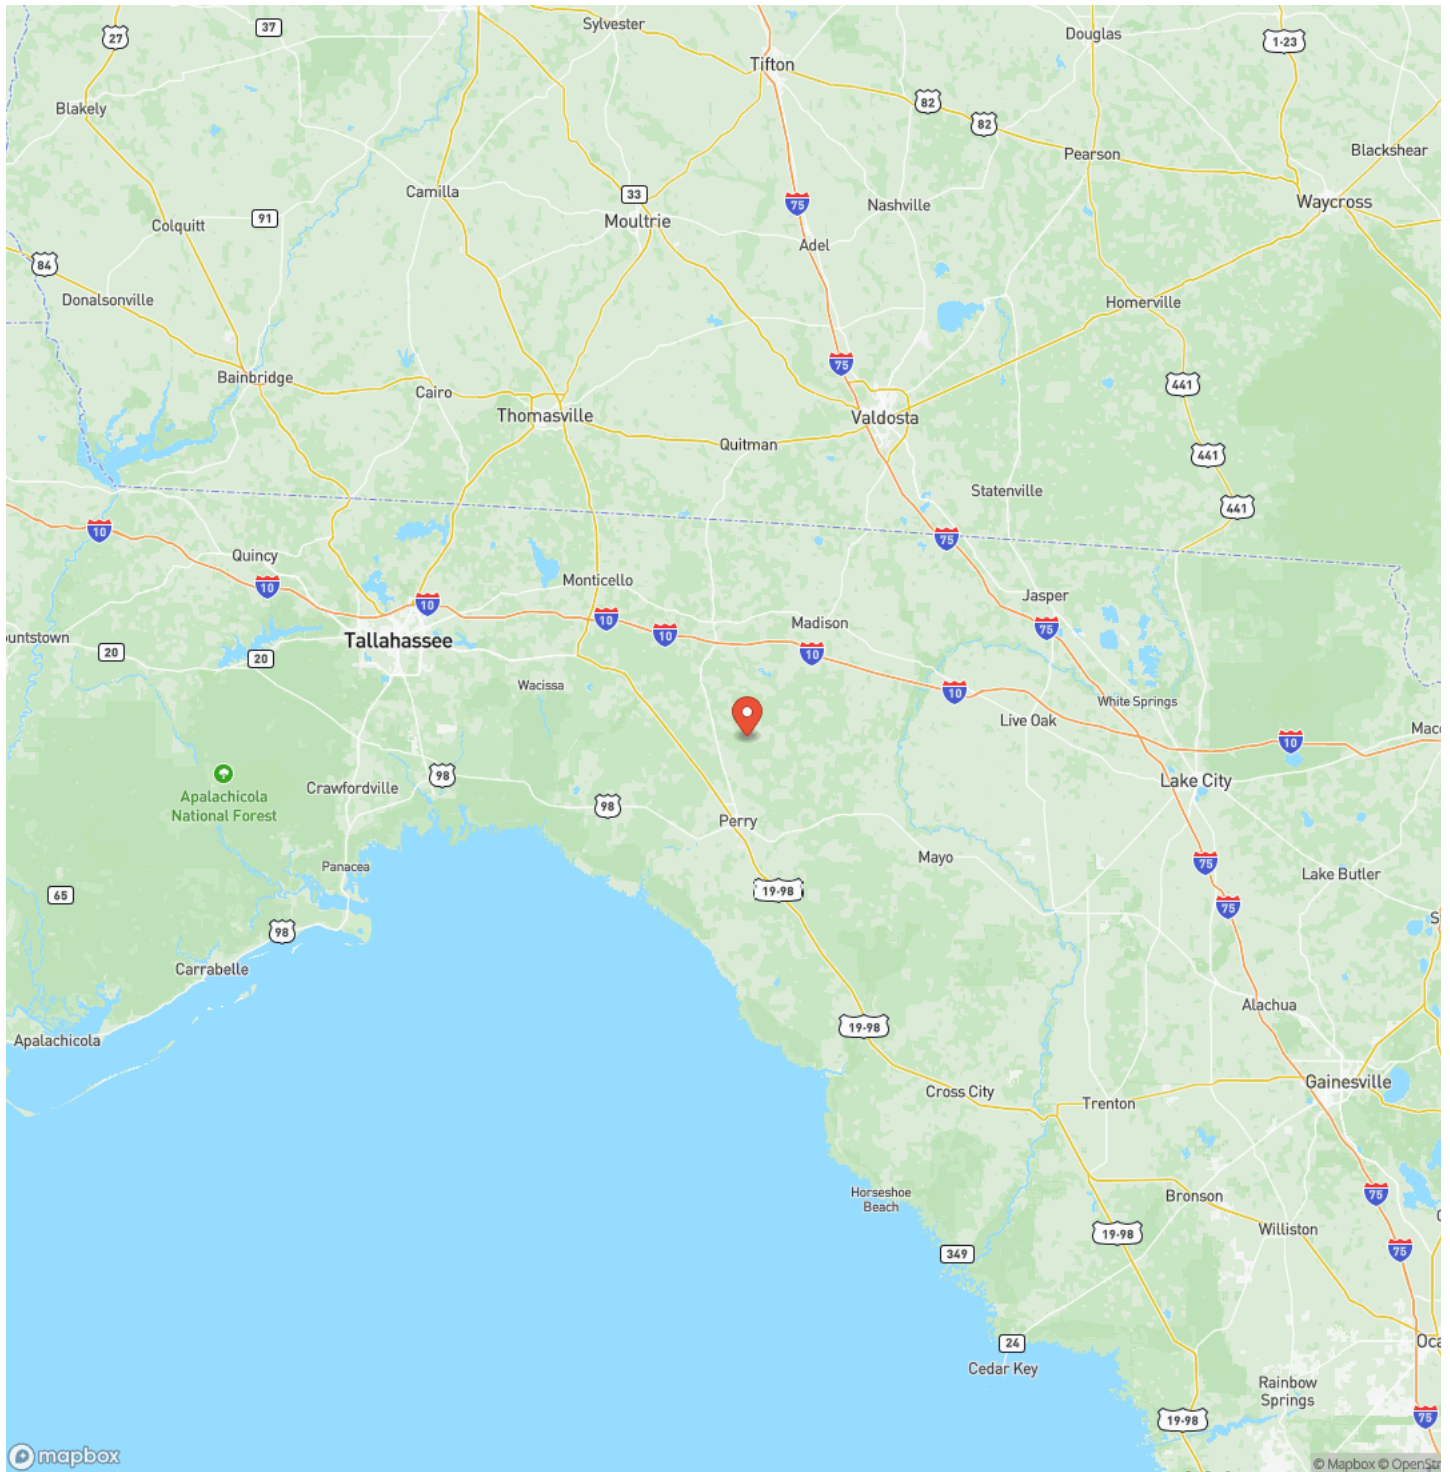 27
37
Sylvester
Douglas
1-23
Tifton
Blakely
82
82
Pearson
Blackshear
Camilla
33
75
Nashville
Waycross
Colquitt
91
Moultrie
Adel
84
Donalsonville
Homerville
75
Bainbridge
Cairo
441
Thomasville
Valdosta
Quitman
441
Statenville
441
10
75
Quincy
Monticello
10
Jasper
10
10
Madison
75
ountstown
Tallahassee
10
20
20
10
Wacissa
10
White Springs
Live Oak
Macc
10
98
Apalachicola
National Forest
Crawfordville
Lake City
98
Perry
Mayo
75
Panacea
Lake Butler
65
19-98
75
98
Carrabelle
Alachua
19-98
Apalachicola
Gainesville
Cross City
Trenton
Horseshoe
Beach
Bronson
75
Williston
19-98
349
75
24
Oca
Cedar Key
Rainbow
Springs
19-98
75
mapbox
© Mapbox © OpenStr